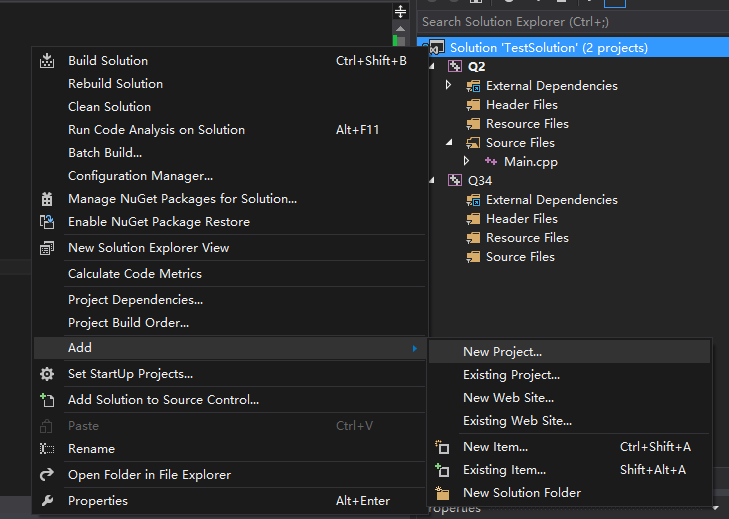 Search Solution Explorer (Ctrl+;)
Solution 'TestSolution' (2 projects)
Q2
External Dependencies
Header Files
Resource Files
Source Files
Main.cpp
Q34
External Dependencies
Header Files
Resource Files
Source Files
Build Solution Ctrl+Shift+B
Rebuild Solution
Clean Solution
Run Code Analysis on Solution Alt+F11
Batch Build...
Configuration Manager...
Manage NuGet Packages for Solution...
Enable NuGet Package Restore
New Solution Explorer View
Calculate Code Metrics
Project Dependencies...
Project Build Order...
Add
Set StartUp Projects...
Add Solution to Source Control...
Paste Ctrl+V
Rename
Open Folder in File Explorer
Properties Alt+Enter
New Project...
Existing Project...
New Web Site...
Existing Web Site...
New Item... Ctrl+Shift+A
Existing Item... Shift+Alt+A
New Solution Folder
Properties